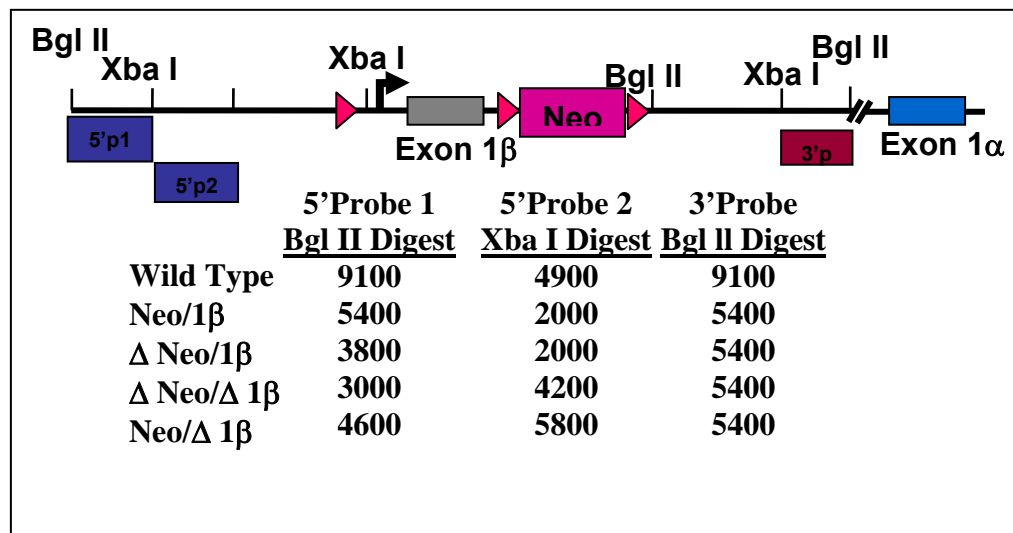 Bgl II
Xba I
Xba I
Bgl II
Xba I
Bgl II
5'p1
5'p2
Exon 1β
Neo
3'p
Exon 1α
5'Probe 1 5'Probe 2 3'Probe
Bgl II Digest Xba I Digest Bgl ll Digest
Wild Type 9100 4900 9100
Neo/1β 5400 2000 5400
Δ Neo/1β 3800 2000 5400
Δ Neo/Δ 1β 3000 4200 5400
Neo/Δ 1β 4600 5800 5400